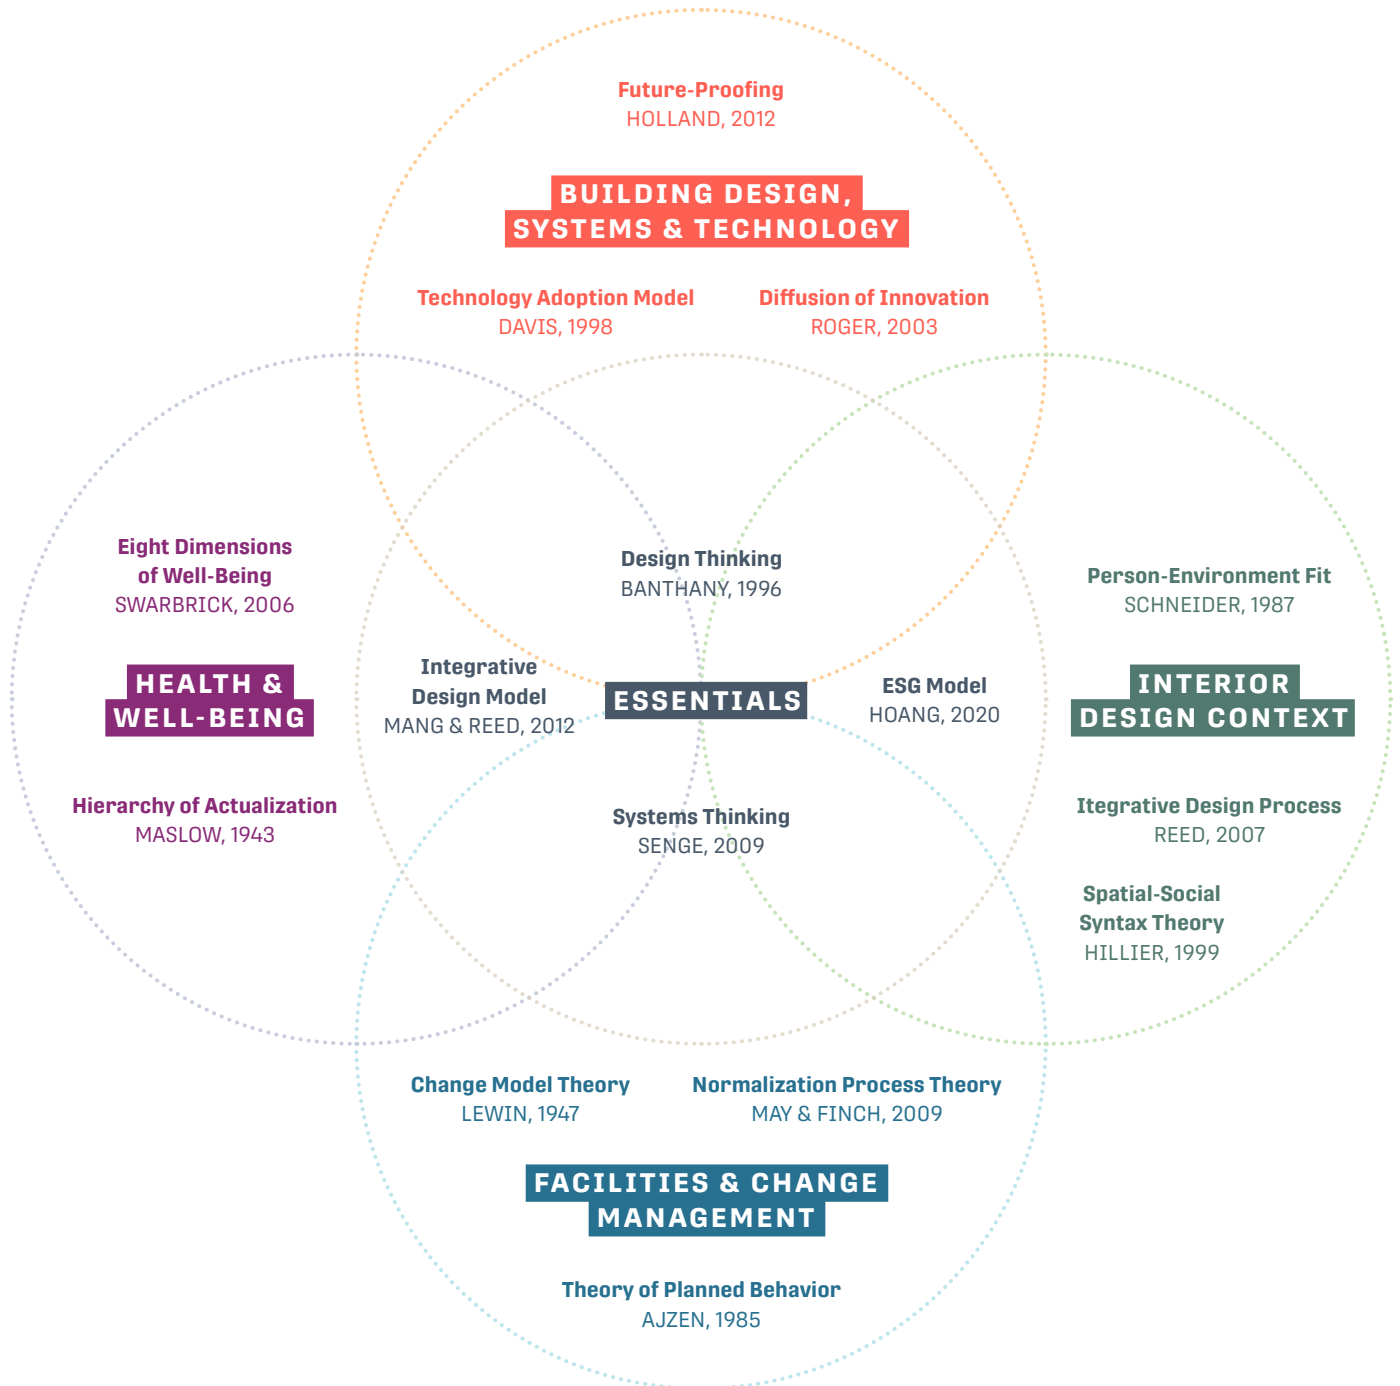 Future-Proofing
HOLLAND, 2012
BUILDING DESIGN,
SYSTEMS & TECHNOLOGY
Technology Adoption Model
DAVIS, 1998
Diffusion of Innovation
ROGER, 2003
Eight Dimensions
of Well-Being
SWARBRICK, 2006
HEALTH &
WELL-BEING
Hierarchy of Actualization
MASLOW, 1943
Design Thinking
BANTHANY, 1996
Integrative
Design Model
MANG & REED, 2012
ESSENTIALS
ESG Model
HOANG, 2020
Systems Thinking
SENGE, 2009
Person-Environment Fit
SCHNEIDER, 1987
INTERIOR
DESIGN CONTEXT
Itegrative Design Process
REED, 2007
Spatial-Social
Syntax Theory
HILLIER, 1999
Change Model Theory
LEWIN, 1947
Normalization Process Theory
MAY & FINCH, 2009
FACILITIES & CHANGE
MANAGEMENT
Theory of Planned Behavior
AJZEN, 1985